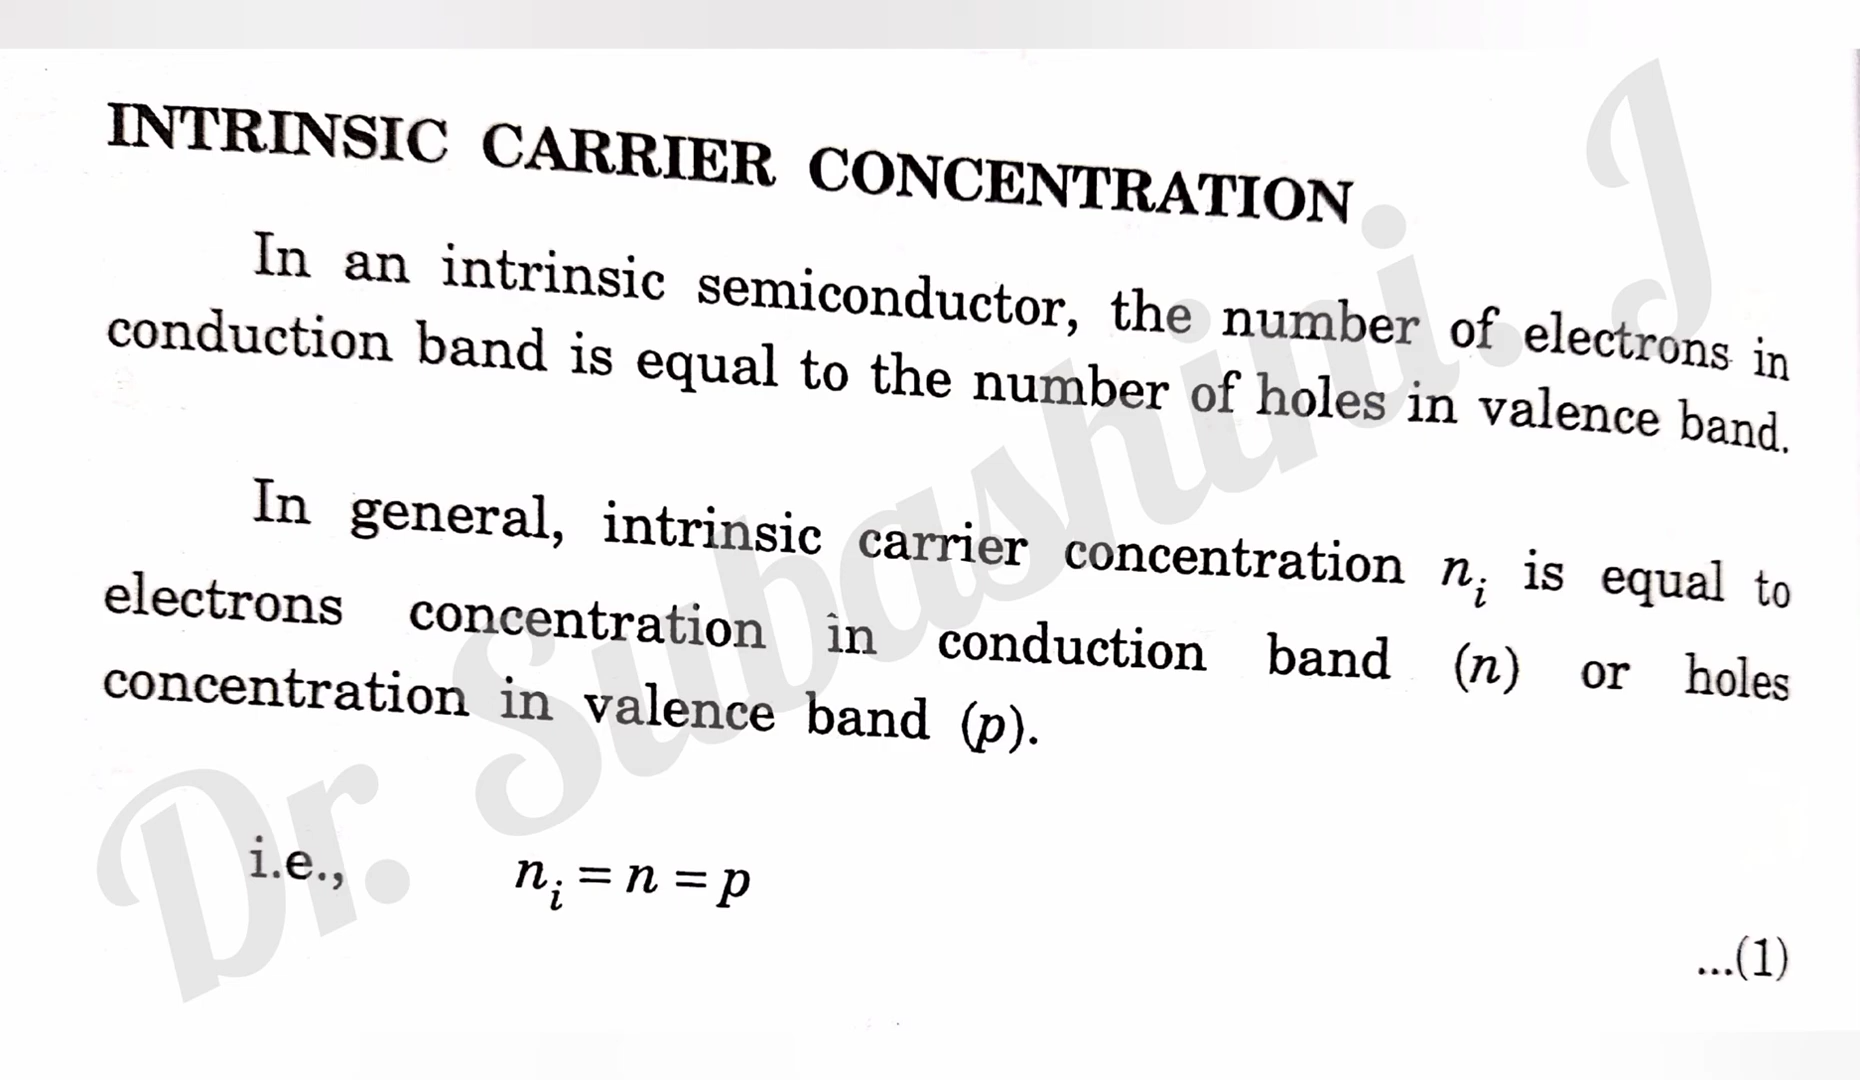 INTRINSIC CARRIER CONCENTRATION
In an intrinsic semiconductor, the number of electrons in
conduction band is equal to the number of holes in valence band.
In general, intrinsic carrier concentration nᵢ is equal to
electrons concentration in conduction band (n) or holes
concentration in valence band (p).
i.e., nᵢ = n = p
...(1)
Dr. Subashini. J